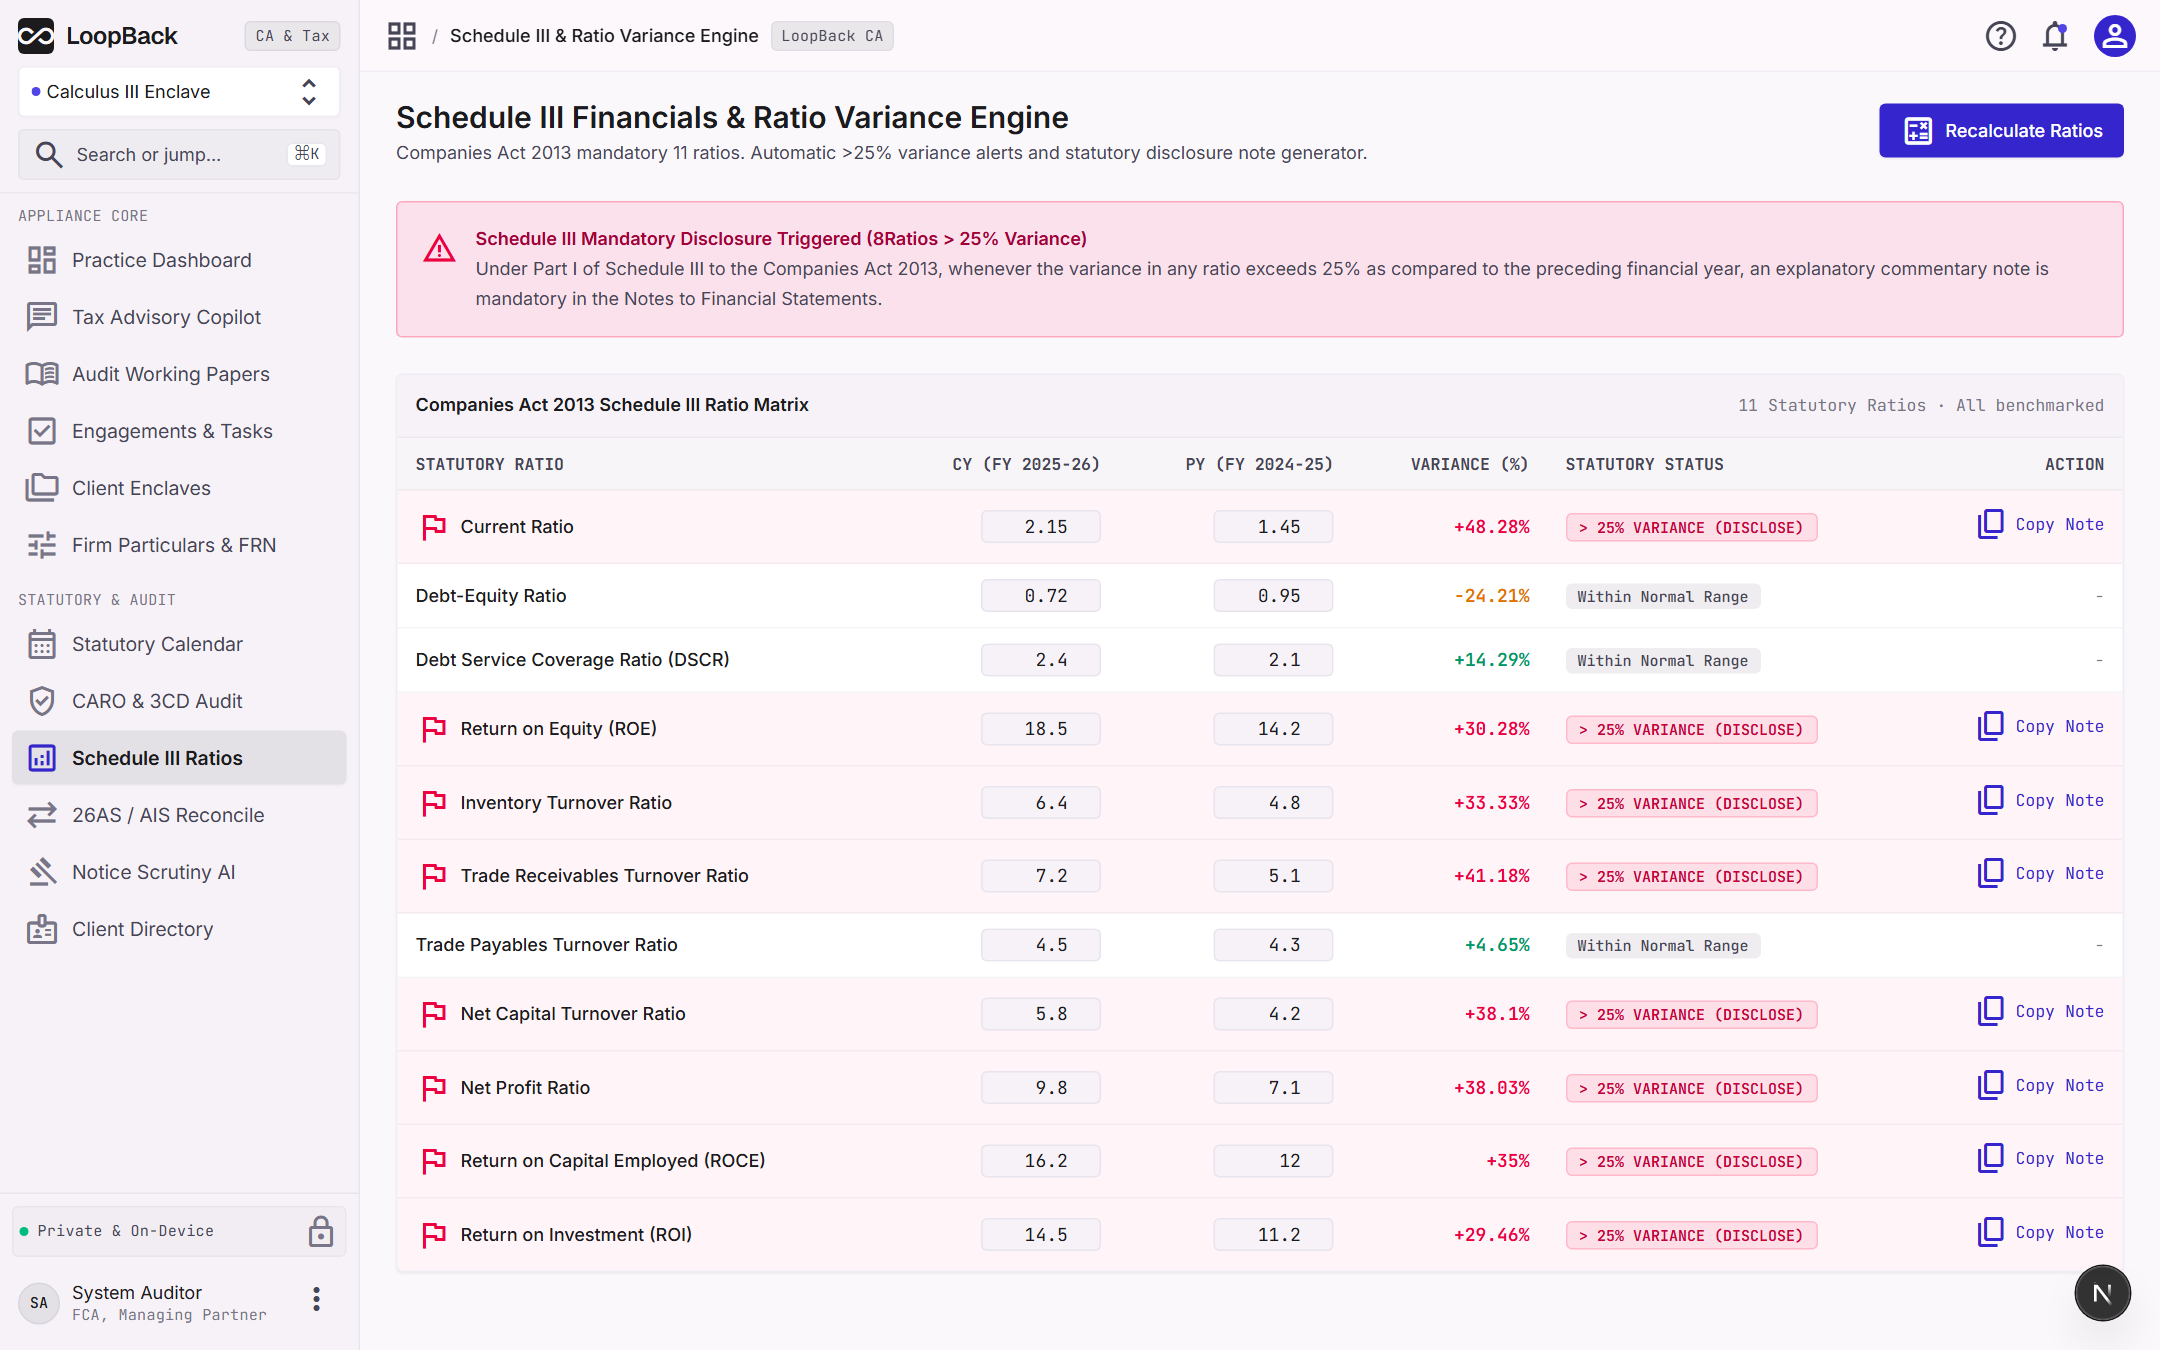 LoopBack
CA & Tax
Calculus III Enclave
Search or jump...
⌘K
APPLIANCE CORE
Practice Dashboard
Tax Advisory Copilot
Audit Working Papers
Engagements & Tasks
Client Enclaves
Firm Particulars & FRN
STATUTORY & AUDIT
Statutory Calendar
CARO & 3CD Audit
Schedule III Ratios
26AS / AIS Reconcile
Notice Scrutiny AI
Client Directory
Private & On-Device
SA
System Auditor
FCA, Managing Partner
/ Schedule III & Ratio Variance Engine LoopBack CA
Schedule III Financials & Ratio Variance Engine
Companies Act 2013 mandatory 11 ratios. Automatic >25% variance alerts and statutory disclosure note generator.
Recalculate Ratios
Schedule III Mandatory Disclosure Triggered (8Ratios > 25% Variance)
Under Part I of Schedule III to the Companies Act 2013, whenever the variance in any ratio exceeds 25% as compared to the preceding financial year, an explanatory commentary note is
mandatory in the Notes to Financial Statements.
Companies Act 2013 Schedule III Ratio Matrix
11 Statutory Ratios · All benchmarked
STATUTORY RATIO CY (FY 2025-26) PY (FY 2024-25) VARIANCE (%) STATUTORY STATUS ACTION
Current Ratio 2.15 1.45 +48.28% > 25% VARIANCE (DISCLOSE) Copy Note
Debt-Equity Ratio 0.72 0.95 -24.21% Within Normal Range -
Debt Service Coverage Ratio (DSCR) 2.4 2.1 +14.29% Within Normal Range -
Return on Equity (ROE) 18.5 14.2 +30.28% > 25% VARIANCE (DISCLOSE) Copy Note
Inventory Turnover Ratio 6.4 4.8 +33.33% > 25% VARIANCE (DISCLOSE) Copy Note
Trade Receivables Turnover Ratio 7.2 5.1 +41.18% > 25% VARIANCE (DISCLOSE) Copy Note
Trade Payables Turnover Ratio 4.5 4.3 +4.65% Within Normal Range -
Net Capital Turnover Ratio 5.8 4.2 +38.1% > 25% VARIANCE (DISCLOSE) Copy Note
Net Profit Ratio 9.8 7.1 +38.03% > 25% VARIANCE (DISCLOSE) Copy Note
Return on Capital Employed (ROCE) 16.2 12 +35% > 25% VARIANCE (DISCLOSE) Copy Note
Return on Investment (ROI) 14.5 11.2 +29.46% > 25% VARIANCE (DISCLOSE) Copy Note
N